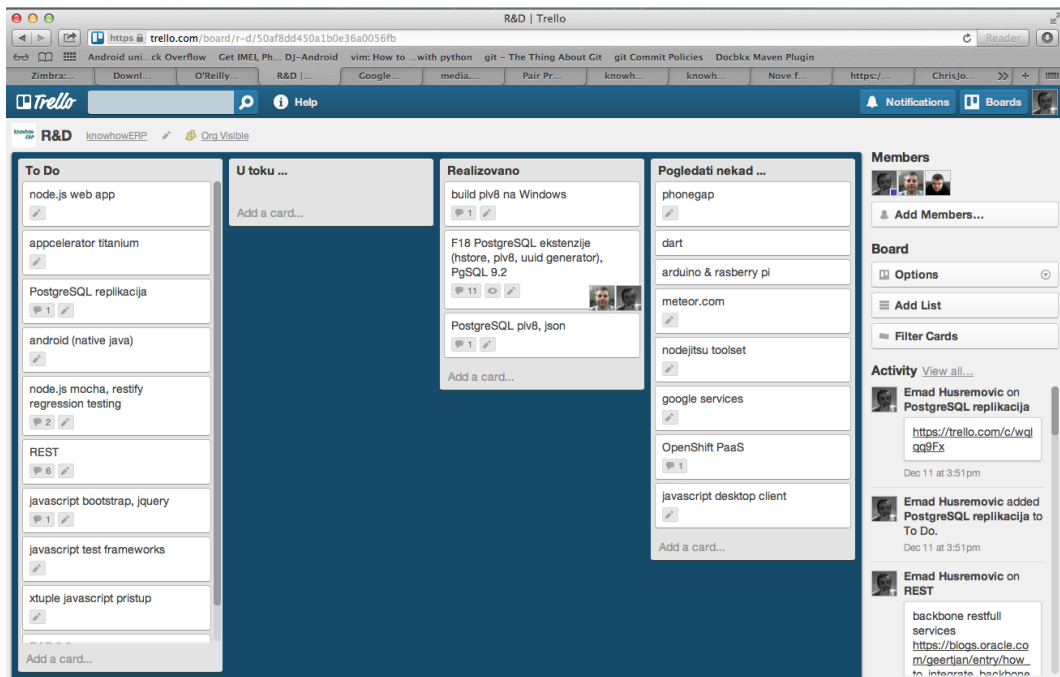 R&D | Trello
https trello.com/board/r-d/50af8dd450a1b0e36a0056fb
Reader
Android uni...ck Overflow Get IMEI, Ph... DJ-Android vim: How to ...with python git - The Thing About Git git Commit Policies Docbkx Maven Plugin
Zimbra:... Downl... O'Reilly... R&D |... Google... media... Pair Pr... knowh... knowh... Nove f... https:/... ChrisJo...
Trello
Help
Notifications
Boards
R&D
knowhowERP
Org Visible
To Do
node.js web app
appcelerator titanium
PostgreSQL replikacija
1
android (native java)
node.js mocha, restify
regression testing
2
REST
6
javascript bootstrap, jquery
1
javascript test frameworks
xtuple javascript pristup
Add a card...
U toku ...
Add a card...
Realizovano
build plv8 na Windows
1
F18 PostgreSQL ekstenzije
(hstore, plv8, uuid generator),
PgSQL 9.2
11
PostgreSQL plv8, json
1
Add a card...
Pogledati nekad ...
phonegap
dart
arduino & rasberry pi
meteor.com
nodejitsu toolset
google services
OpenShift PaaS
1
javascript desktop client
Add a card...
Members
Add Members...
Board
Options
Add List
Filter Cards
Activity View all...
Ernad Husremovic on
PostgreSQL replikacija
https://trello.com/c/wql
qq9Fx
Dec 11 at 3:51pm
Ernad Husremovic added
PostgreSQL replikacija to
To Do.
Dec 11 at 3:51pm
Ernad Husremovic on
REST
backbone restfull
services
https://blogs.oracle.co
m/geertjan/entry/how_
to_integrate_backbone